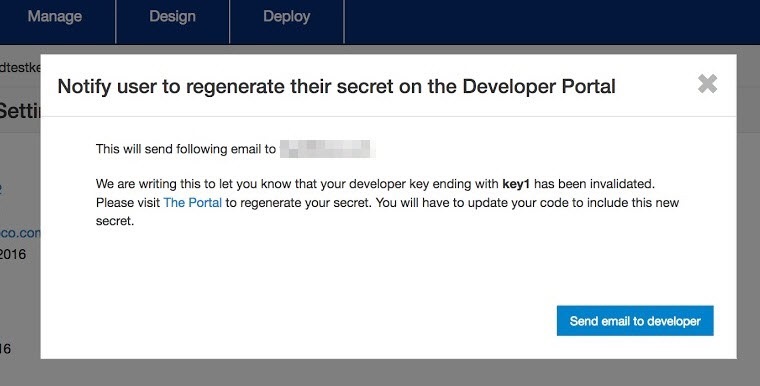 Manage Design Deploy
dtestke
Notify user to regenerate their secret on the Developer Portal
Setti
This will send following email to
We are writing this to let you know that your developer key ending with key1 has been invalidated.
Please visit The Portal to regenerate your secret. You will have to update your code to include this new
secret.
co.com
2016
Send email to developer
16